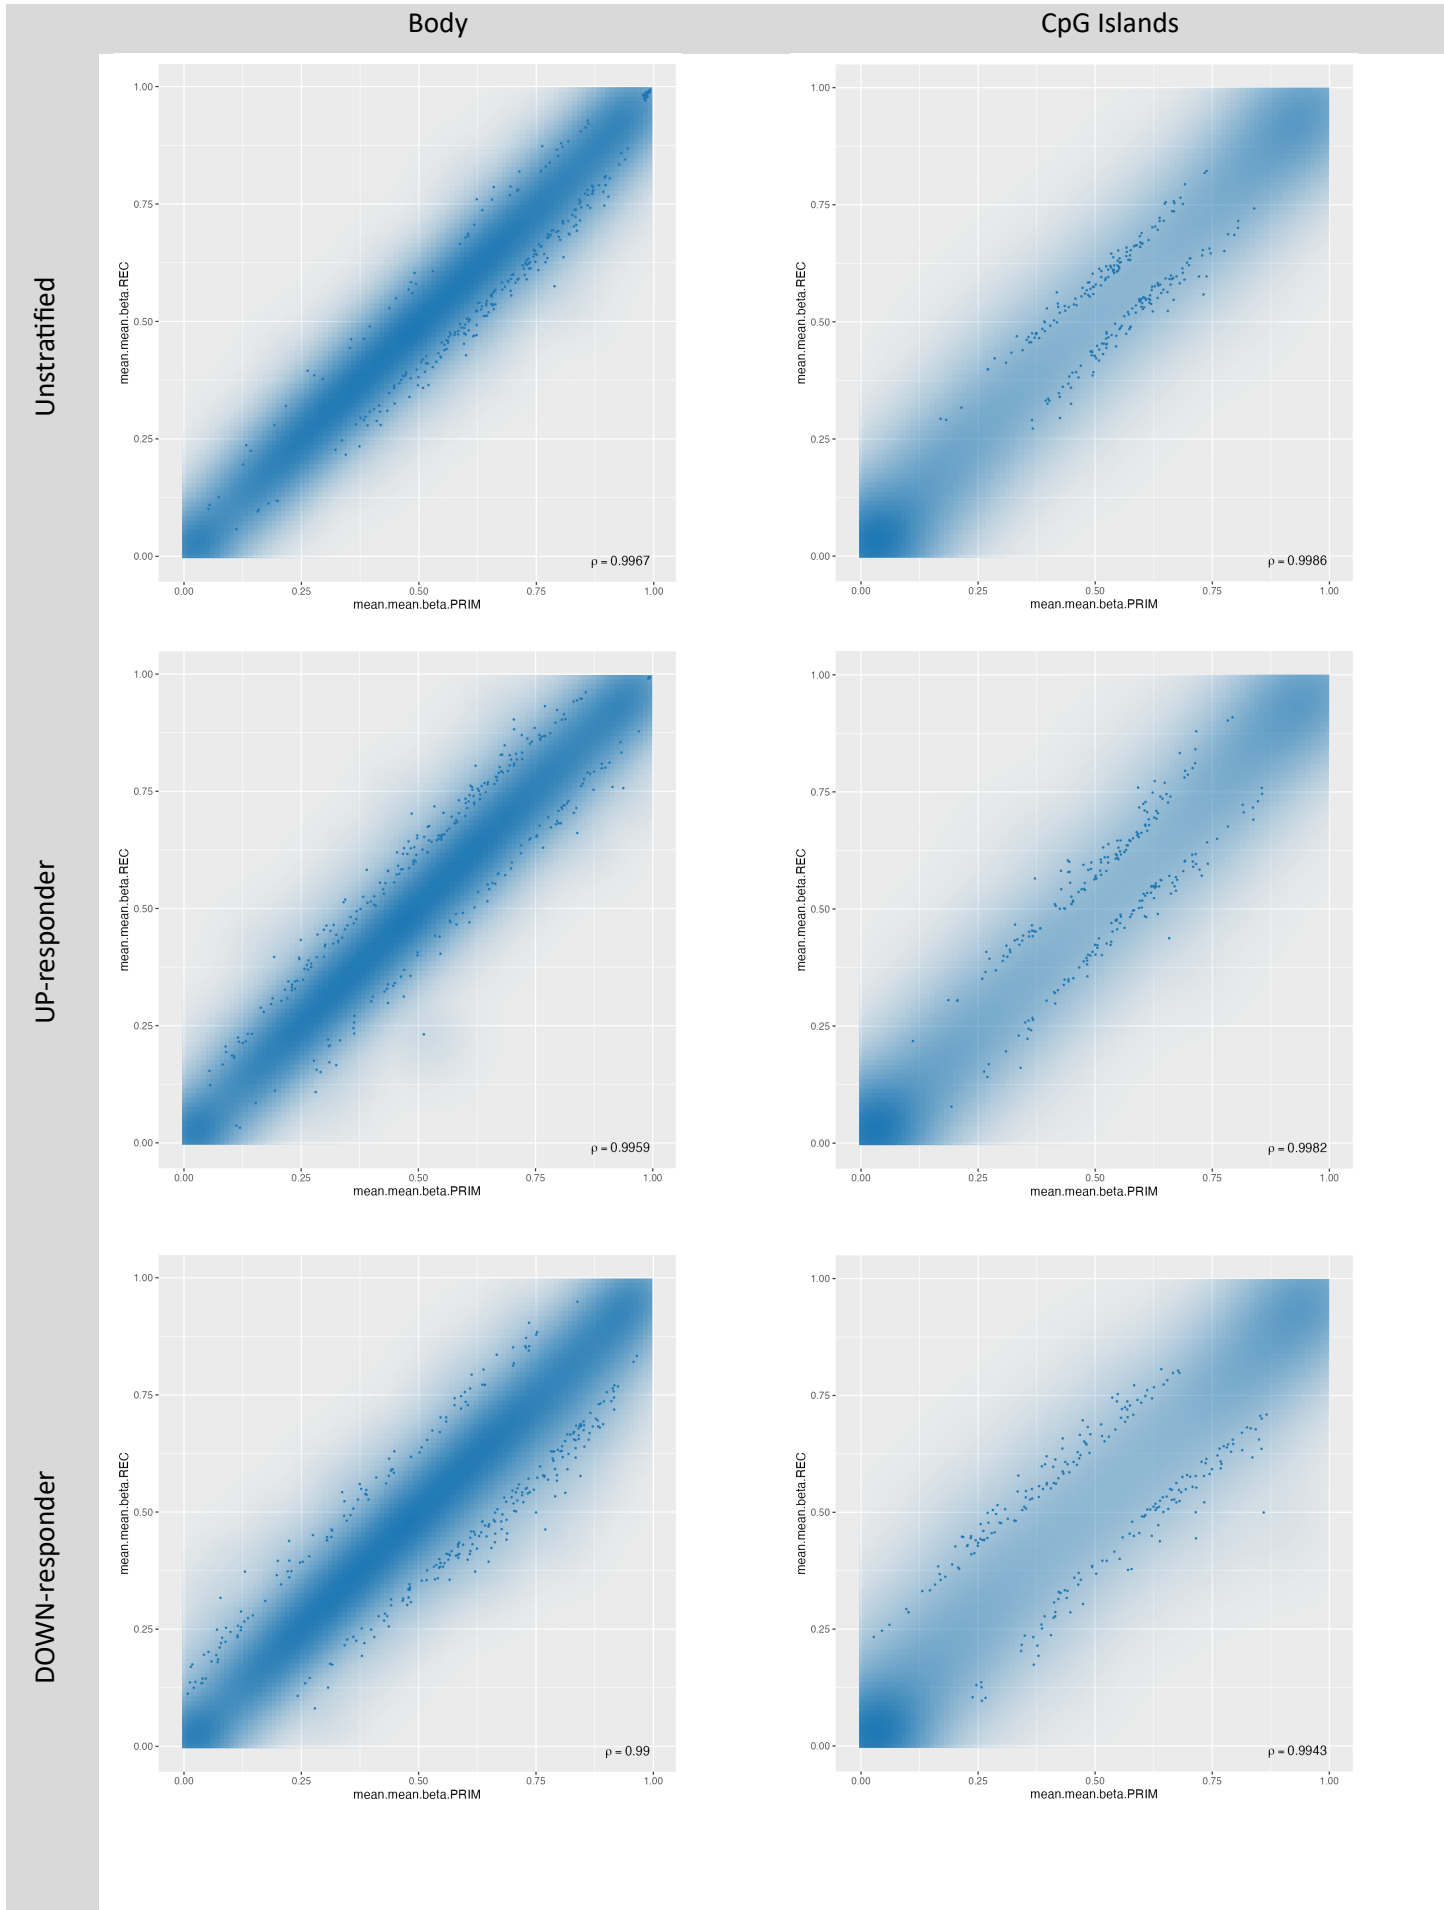 Body
CpG Islands
Unstratified
1.00
0.75
0.50
0.25
0.00
mean.mean.beta.REC
ρ = 0.9967
0.00 0.25 0.50 0.75 1.00
mean.mean.beta.PRIM
1.00
0.75
0.50
0.25
0.00
mean.mean.beta.REC
ρ = 0.9986
0.00 0.25 0.50 0.75 1.00
mean.mean.beta.PRIM
UP-responder
1.00
0.75
0.50
0.25
0.00
mean.mean.beta.REC
ρ = 0.9959
0.00 0.25 0.50 0.75 1.00
mean.mean.beta.PRIM
1.00
0.75
0.50
0.25
0.00
mean.mean.beta.REC
ρ = 0.9982
0.00 0.25 0.50 0.75 1.00
mean.mean.beta.PRIM
DOWN-responder
1.00
0.75
0.50
0.25
0.00
mean.mean.beta.REC
ρ = 0.99
0.00 0.25 0.50 0.75 1.00
mean.mean.beta.PRIM
1.00
0.75
0.50
0.25
0.00
mean.mean.beta.REC
ρ = 0.9943
0.00 0.25 0.50 0.75 1.00
mean.mean.beta.PRIM